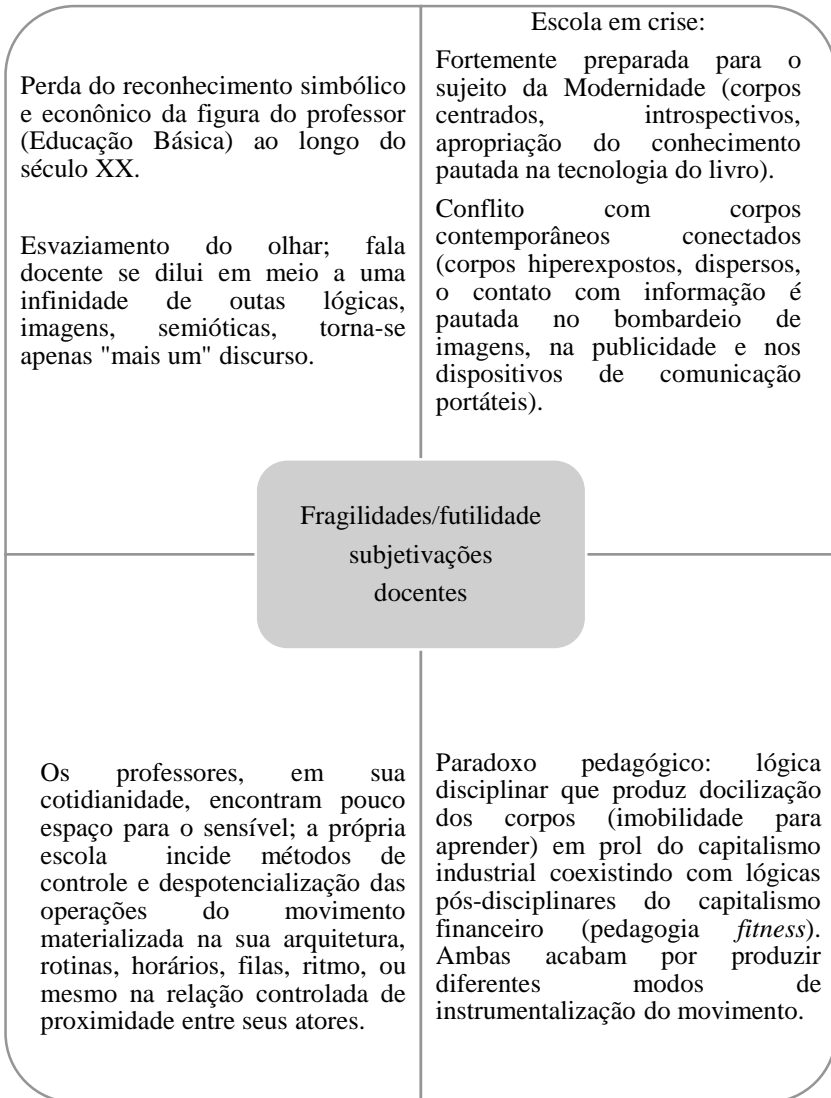 Perda do reconhecimento simbólico
e econômico da figura do professor
(Educação Básica) ao longo do
século XX.
Esvaziamento do olhar; fala
docente se dilui em meio a uma
infinidade de outas lógicas,
imagens, semióticas, torna-se
apenas "mais um" discurso.
Escola em crise:
Fortemente preparada para o
sujeito da Modernidade (corpos
centrados, introspectivos,
apropriação do conhecimento
pautada na tecnologia do livro).
Conflito com corpos
contemporâneos conectados
(corpos hiperexpostos, dispersos,
o contato com informação é
pautada no bombardeio de
imagens, na publicidade e nos
dispositivos de comunicação
portáteis).
Fragilidades/futilidade
subjetivações
docentes
Os professores, em sua
cotidianidade, encontram pouco
espaço para o sensível; a própria
escola incide métodos de
controle e despotencialização das
operações do movimento
materializada na sua arquitetura,
rotinas, horários, filas, ritmo, ou
mesmo na relação controlada de
proximidade entre seus atores.
Paradoxo pedagógico: lógica
disciplinar que produz docilização
dos corpos (imobilidade para
aprender) em prol do capitalismo
industrial coexistindo com lógicas
pós-disciplinares do capitalismo
financeiro (pedagogia fitness).
Ambas acabam por produzir
diferentes modos de
instrumentalização do movimento.